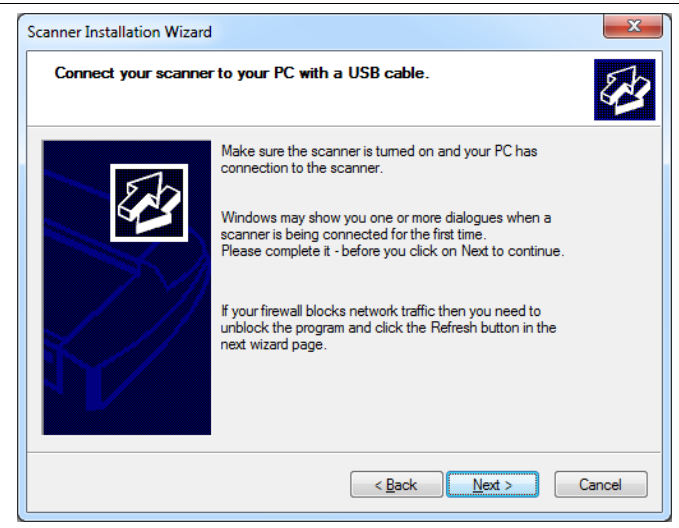 Scanner Installation Wizard
Connect your scanner to your PC with a USB cable.
Make sure the scanner is turned on and your PC has
connection to the scanner.
Windows may show you one or more dialogues when a
scanner is being connected for the first time.
Please complete it - before you click on Next to continue.
If your firewall blocks network traffic then you need to
unblock the program and click the Refresh button in the
next wizard page.
< Back
Next >
Cancel